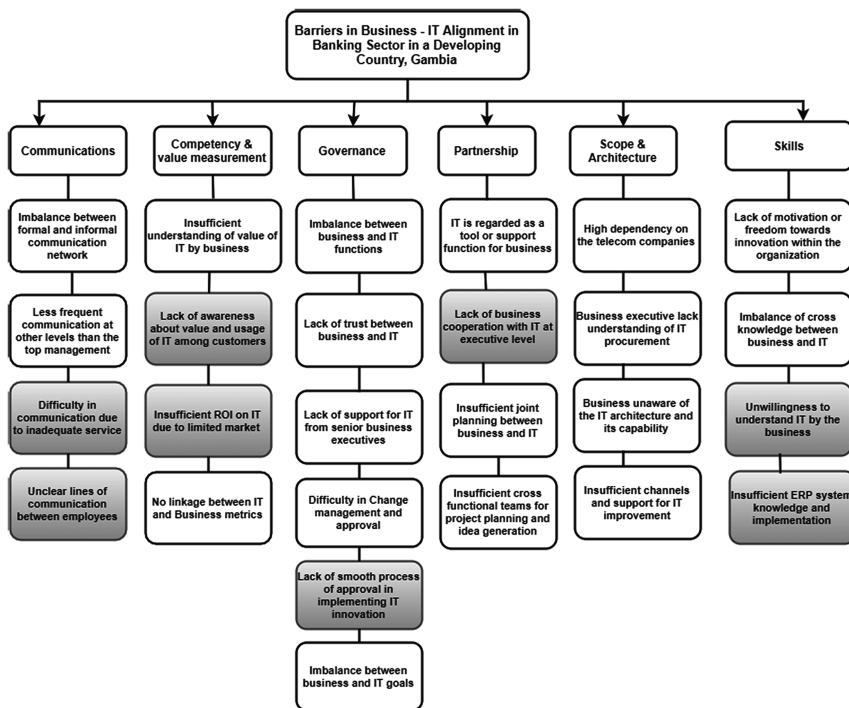 Barriers in Business - IT Alignment in
Banking Sector in a Developing
Country, Gambia
Communications
Imbalance between
formal and informal
communication
network
Less frequent
communication at
other levels than the
top management
Difficulty in
communication due
to inadequate service
Unclear lines of
communication
between employees
Competency &
value measurement
Insufficient
understanding of value of
IT by business
Lack of awareness
about value and usage
of IT among customers
Insufficient ROI on IT
due to limited market
No linkage between IT
and Business metrics
Governance
Imbalance between
business and IT
functions
Lack of trust between
business and IT
Lack of support for IT
from senior business
executives
Difficulty in Change
management and
approval
Lack of smooth process
of approval in
implementing IT
innovation
Imbalance between
business and IT goals
Partnership
IT is regarded as a
tool or support
function for business
Lack of business
cooperation with IT at
executive level
Insufficient joint
planning between
business and IT
Insufficient cross
functional teams for
project planning and
idea generation
Scope &
Architecture
High dependency on
the telecom companies
Business executive lack
understanding of IT
procurement
Business unaware of
the IT architecture and
its capability
Insufficient channels
and support for IT
improvement
Skills
Lack of motivation or
freedom towards
innovation within the
organization
Imbalance of cross
knowledge between
business and IT
Unwillingness to
understand IT by the
business
Insufficient ERP system
knowledge and
implementation